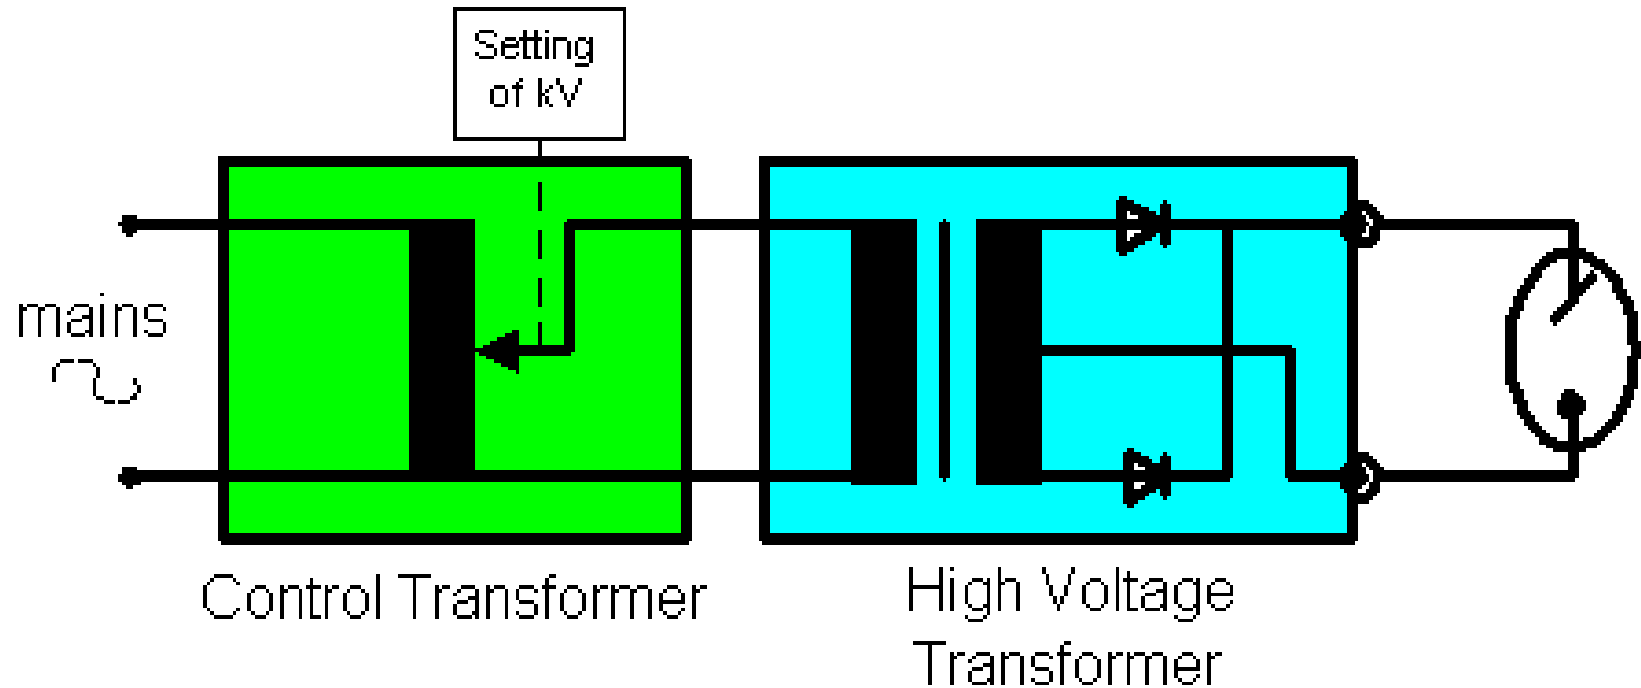 Setting
of kV
mains
Control Transformer
High Voltage
Transformer